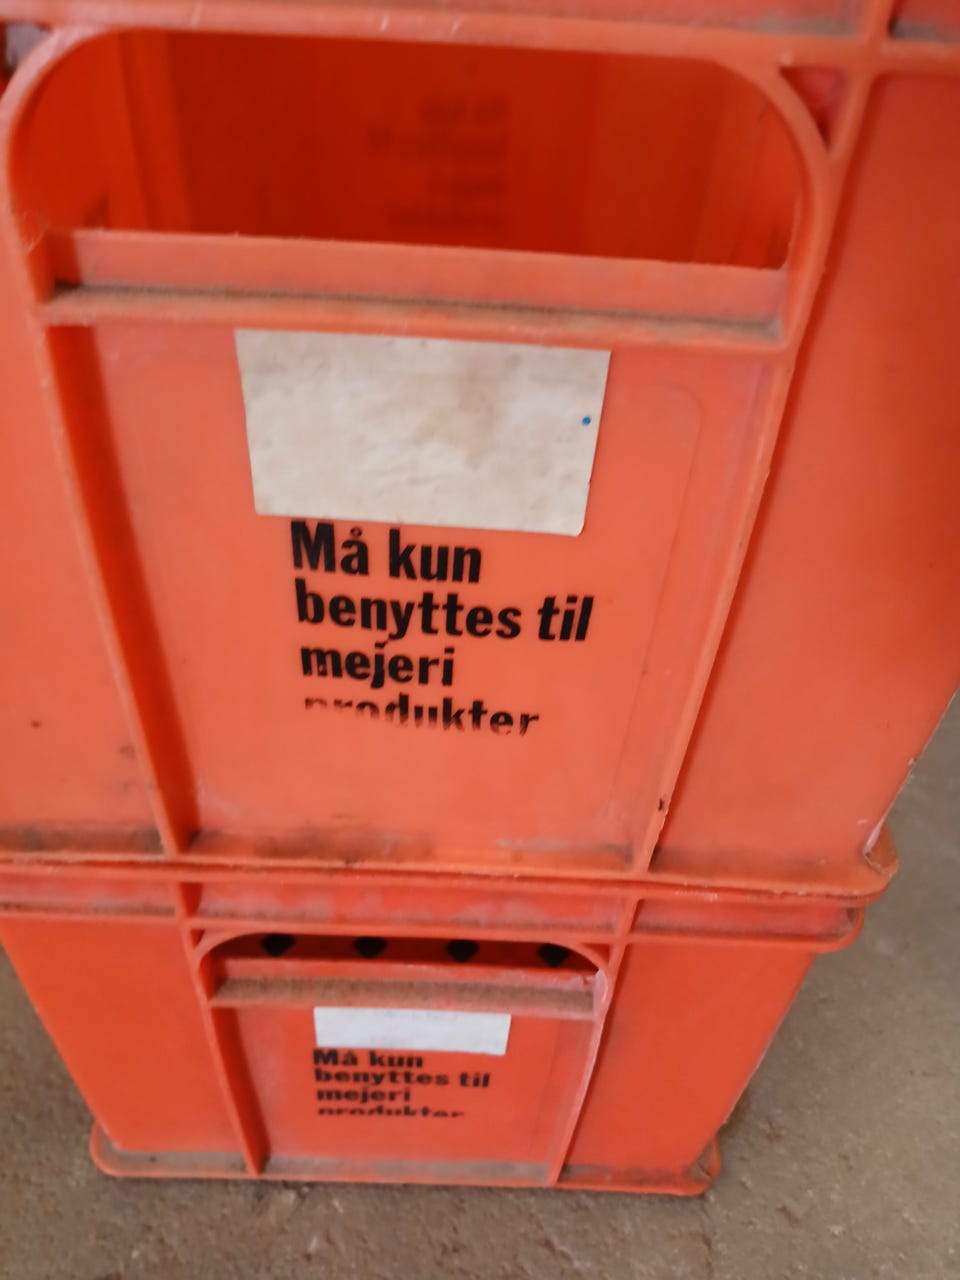 Må kun
benyttes til
mejeri
produkter
Må kun
benyttes til
mejeri
produkter